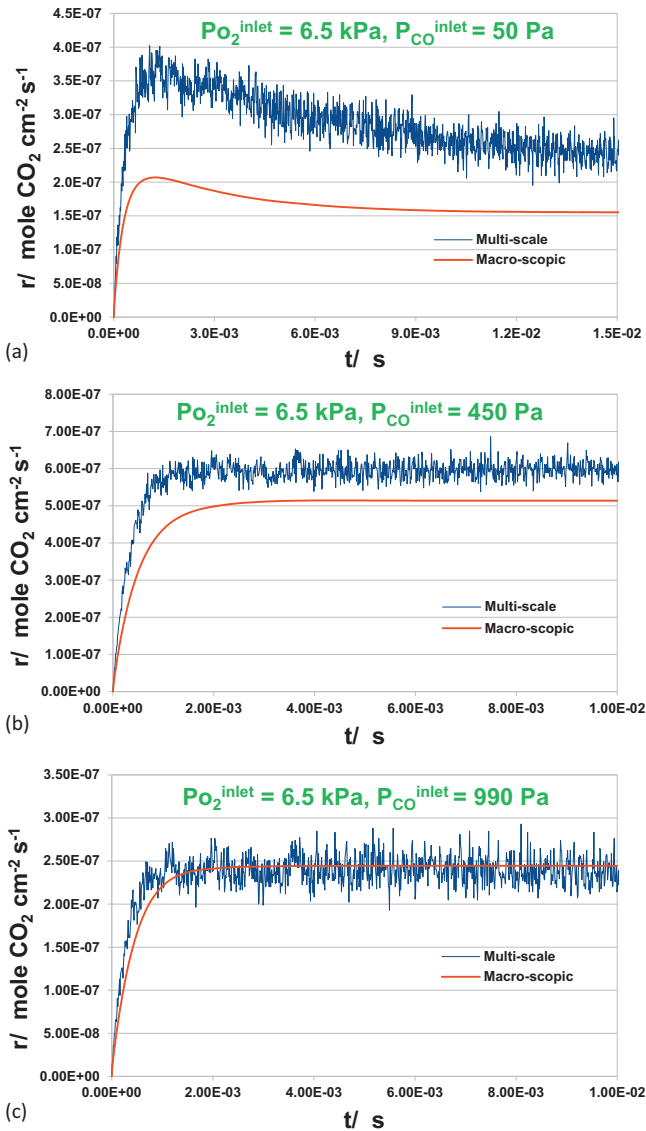 Po₂ⁱⁿˡᵉᵗ = 6.5 kPa, P_COⁱⁿˡᵉᵗ = 50 Pa
4.5E-07
4.0E-07
3.5E-07
3.0E-07
2.5E-07
2.0E-07
1.5E-07
1.0E-07
5.0E-08
0.0E+00
r/ mole CO₂ cm⁻² s⁻¹
Multi-scale
Macro-scopic
0.0E+00 3.0E-03 6.0E-03 9.0E-03 1.2E-02 1.5E-02
t/ s
(a)
Po₂ⁱⁿˡᵉᵗ = 6.5 kPa, P_COⁱⁿˡᵉᵗ = 450 Pa
8.00E-07
7.00E-07
6.00E-07
5.00E-07
4.00E-07
3.00E-07
2.00E-07
1.00E-07
0.00E+00
r/ mole CO₂ cm⁻² s⁻¹
Multi-scale
Macro-scopic
0.00E+00 2.00E-03 4.00E-03 6.00E-03 8.00E-03 1.00E-02
t/ s
(b)
Po₂ⁱⁿˡᵉᵗ = 6.5 kPa, P_COⁱⁿˡᵉᵗ = 990 Pa
3.50E-07
3.00E-07
2.50E-07
2.00E-07
1.50E-07
1.00E-07
5.00E-08
0.00E+00
r/ mole CO₂ cm⁻² s⁻¹
Multi-scale
Macro-scopic
0.00E+00 2.00E-03 4.00E-03 6.00E-03 8.00E-03 1.00E-02
t/ s
(c)